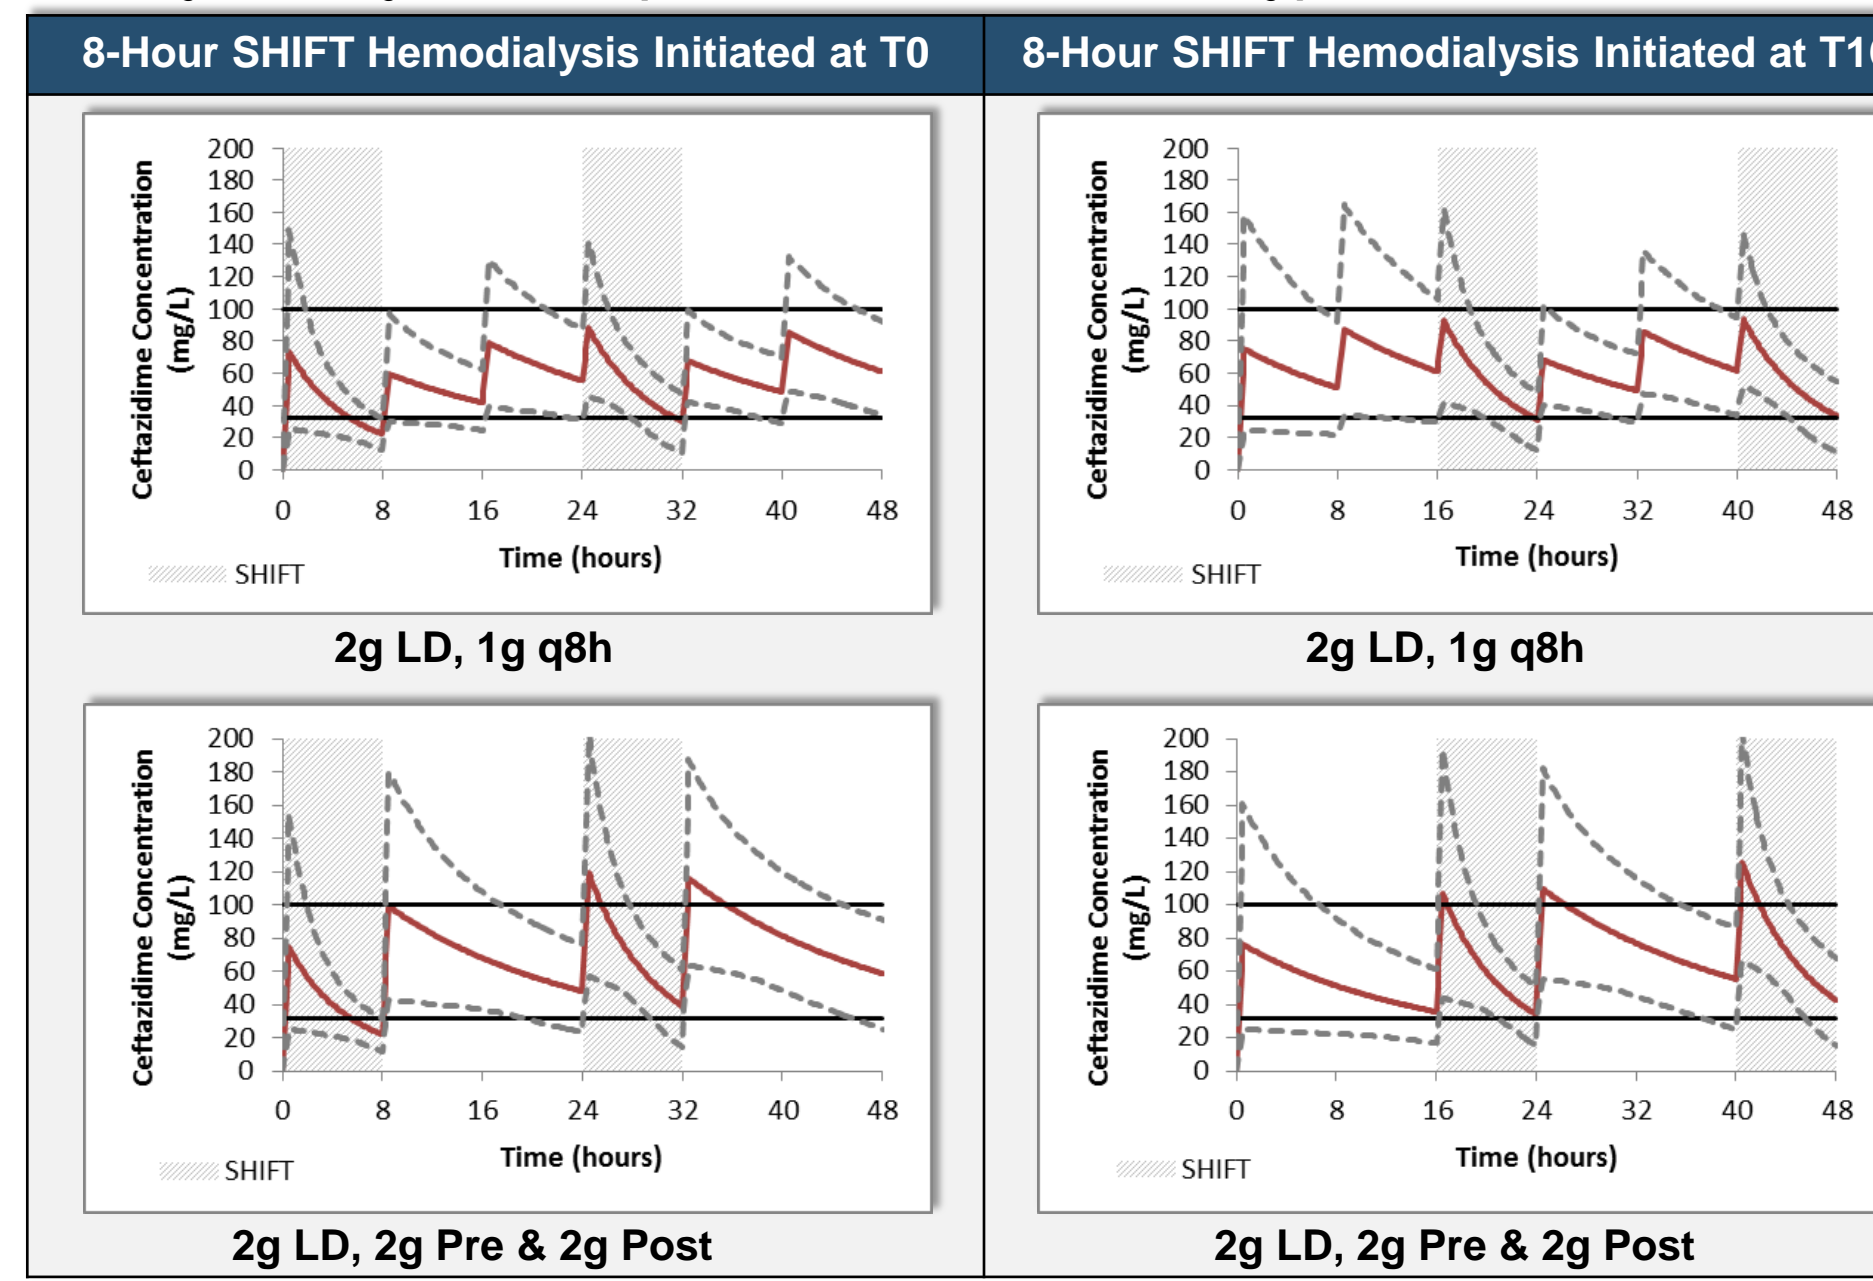 8-Hour SHIFT Hemodialysis Initiated at T0
200
180
160
140
120
100
80
60
40
20
0
Ceftazidime Concentration
(mg/L)
0 8 16 24 32 40 48
Time (hours)
SHIFT
2g LD, 1g q8h
200
180
160
140
120
100
80
60
40
20
0
Ceftazidime Concentration
(mg/L)
0 8 16 24 32 40 48
Time (hours)
SHIFT
2g LD, 2g Pre & 2g Post
8-Hour SHIFT Hemodialysis Initiated at
200
180
160
140
120
100
80
60
40
20
0
Ceftazidime Concentration
(mg/L)
0 8 16 24 32 40 48
Time (hours)
SHIFT
2g LD, 1g q8h
200
180
160
140
120
100
80
60
40
20
0
Ceftazidime Concentration
(mg/L)
0 8 16 24 32 40 48
Time (hours)
SHIFT
2g LD, 2g Pre & 2g Post